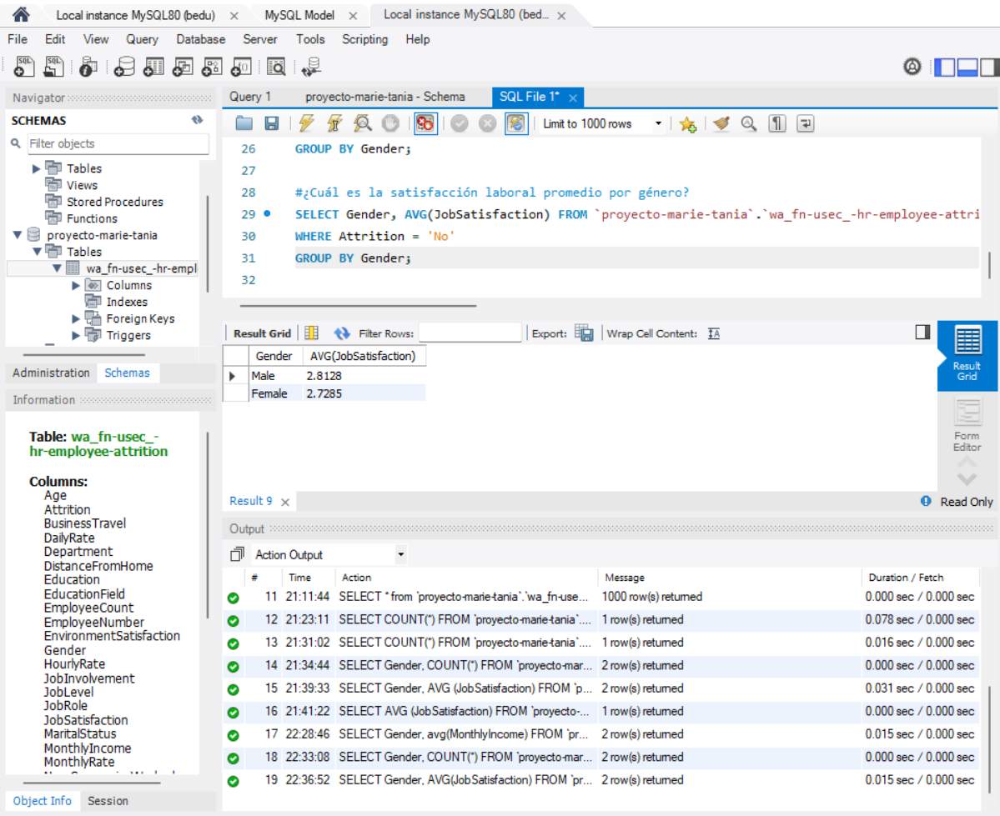 Local instance MySQL80 (bedu) × MySQL Model × Local instance MySQL80 (bed... ×
File Edit View Query Database Server Tools Scripting Help
Navigator
SCHEMAS
Filter objects
Tables
Views
Stored Procedures
Functions
proyecto-marie-tania
Tables
wa_fn-usec_-hr-empl
Columns
Indexes
Foreign Keys
Triggers
Administration Schemas
Information
Table: wa_fn-usec_-
hr-employee-attrition
Columns:
Age
Attrition
BusinessTravel
DailyRate
Department
DistanceFromHome
Education
EducationField
EmployeeCount
EmployeeNumber
EnvironmentSatisfaction
Gender
HourlyRate
JobInvolvement
JobLevel
JobRole
JobSatisfaction
MaritalStatus
MonthlyIncome
MonthlyRate
Object Info Session
Query 1 proyecto-marie-tania - Schema SQL File 1* ×
Limit to 1000 rows
26 GROUP BY Gender;
27
28 #¿Cuál es la satisfacción laboral promedio por género?
29 SELECT Gender, AVG(JobSatisfaction) FROM `proyecto-marie-tania`.`wa_fn-usec_-hr-employee-attri
30 WHERE Attrition = 'No'
31 GROUP BY Gender;
32
Result Grid Filter Rows: Export: Wrap Cell Content:
Gender AVG(JobSatisfaction)
Male 2.8128
Female 2.7285
Result
Grid
Form
Editor
Result 9 × Read Only
Output
Action Output
# Time Action Message Duration / Fetch
11 21:11:44 SELECT * from `proyecto-marie-tania`.`wa_fn-use... 1000 row(s) returned 0.000 sec / 0.000 sec
12 21:23:11 SELECT COUNT(*) FROM `proyecto-marie-tania`.... 1 row(s) returned 0.078 sec / 0.000 sec
13 21:31:02 SELECT COUNT(*) FROM `proyecto-marie-tania`.... 1 row(s) returned 0.016 sec / 0.000 sec
14 21:34:44 SELECT Gender, COUNT(*) FROM `proyecto-mar... 2 row(s) returned 0.000 sec / 0.000 sec
15 21:39:33 SELECT Gender, AVG (JobSatisfaction) FROM `p... 2 row(s) returned 0.031 sec / 0.000 sec
16 21:41:22 SELECT AVG (JobSatisfaction) FROM `proyecto-... 1 row(s) returned 0.000 sec / 0.000 sec
17 22:28:46 SELECT Gender, avg(MonthlyIncome) FROM `pr... 2 row(s) returned 0.015 sec / 0.000 sec
18 22:33:08 SELECT Gender, COUNT(*) FROM `proyecto-mar... 2 row(s) returned 0.000 sec / 0.000 sec
19 22:36:52 SELECT Gender, AVG(JobSatisfaction) FROM `pr... 2 row(s) returned 0.015 sec / 0.000 sec